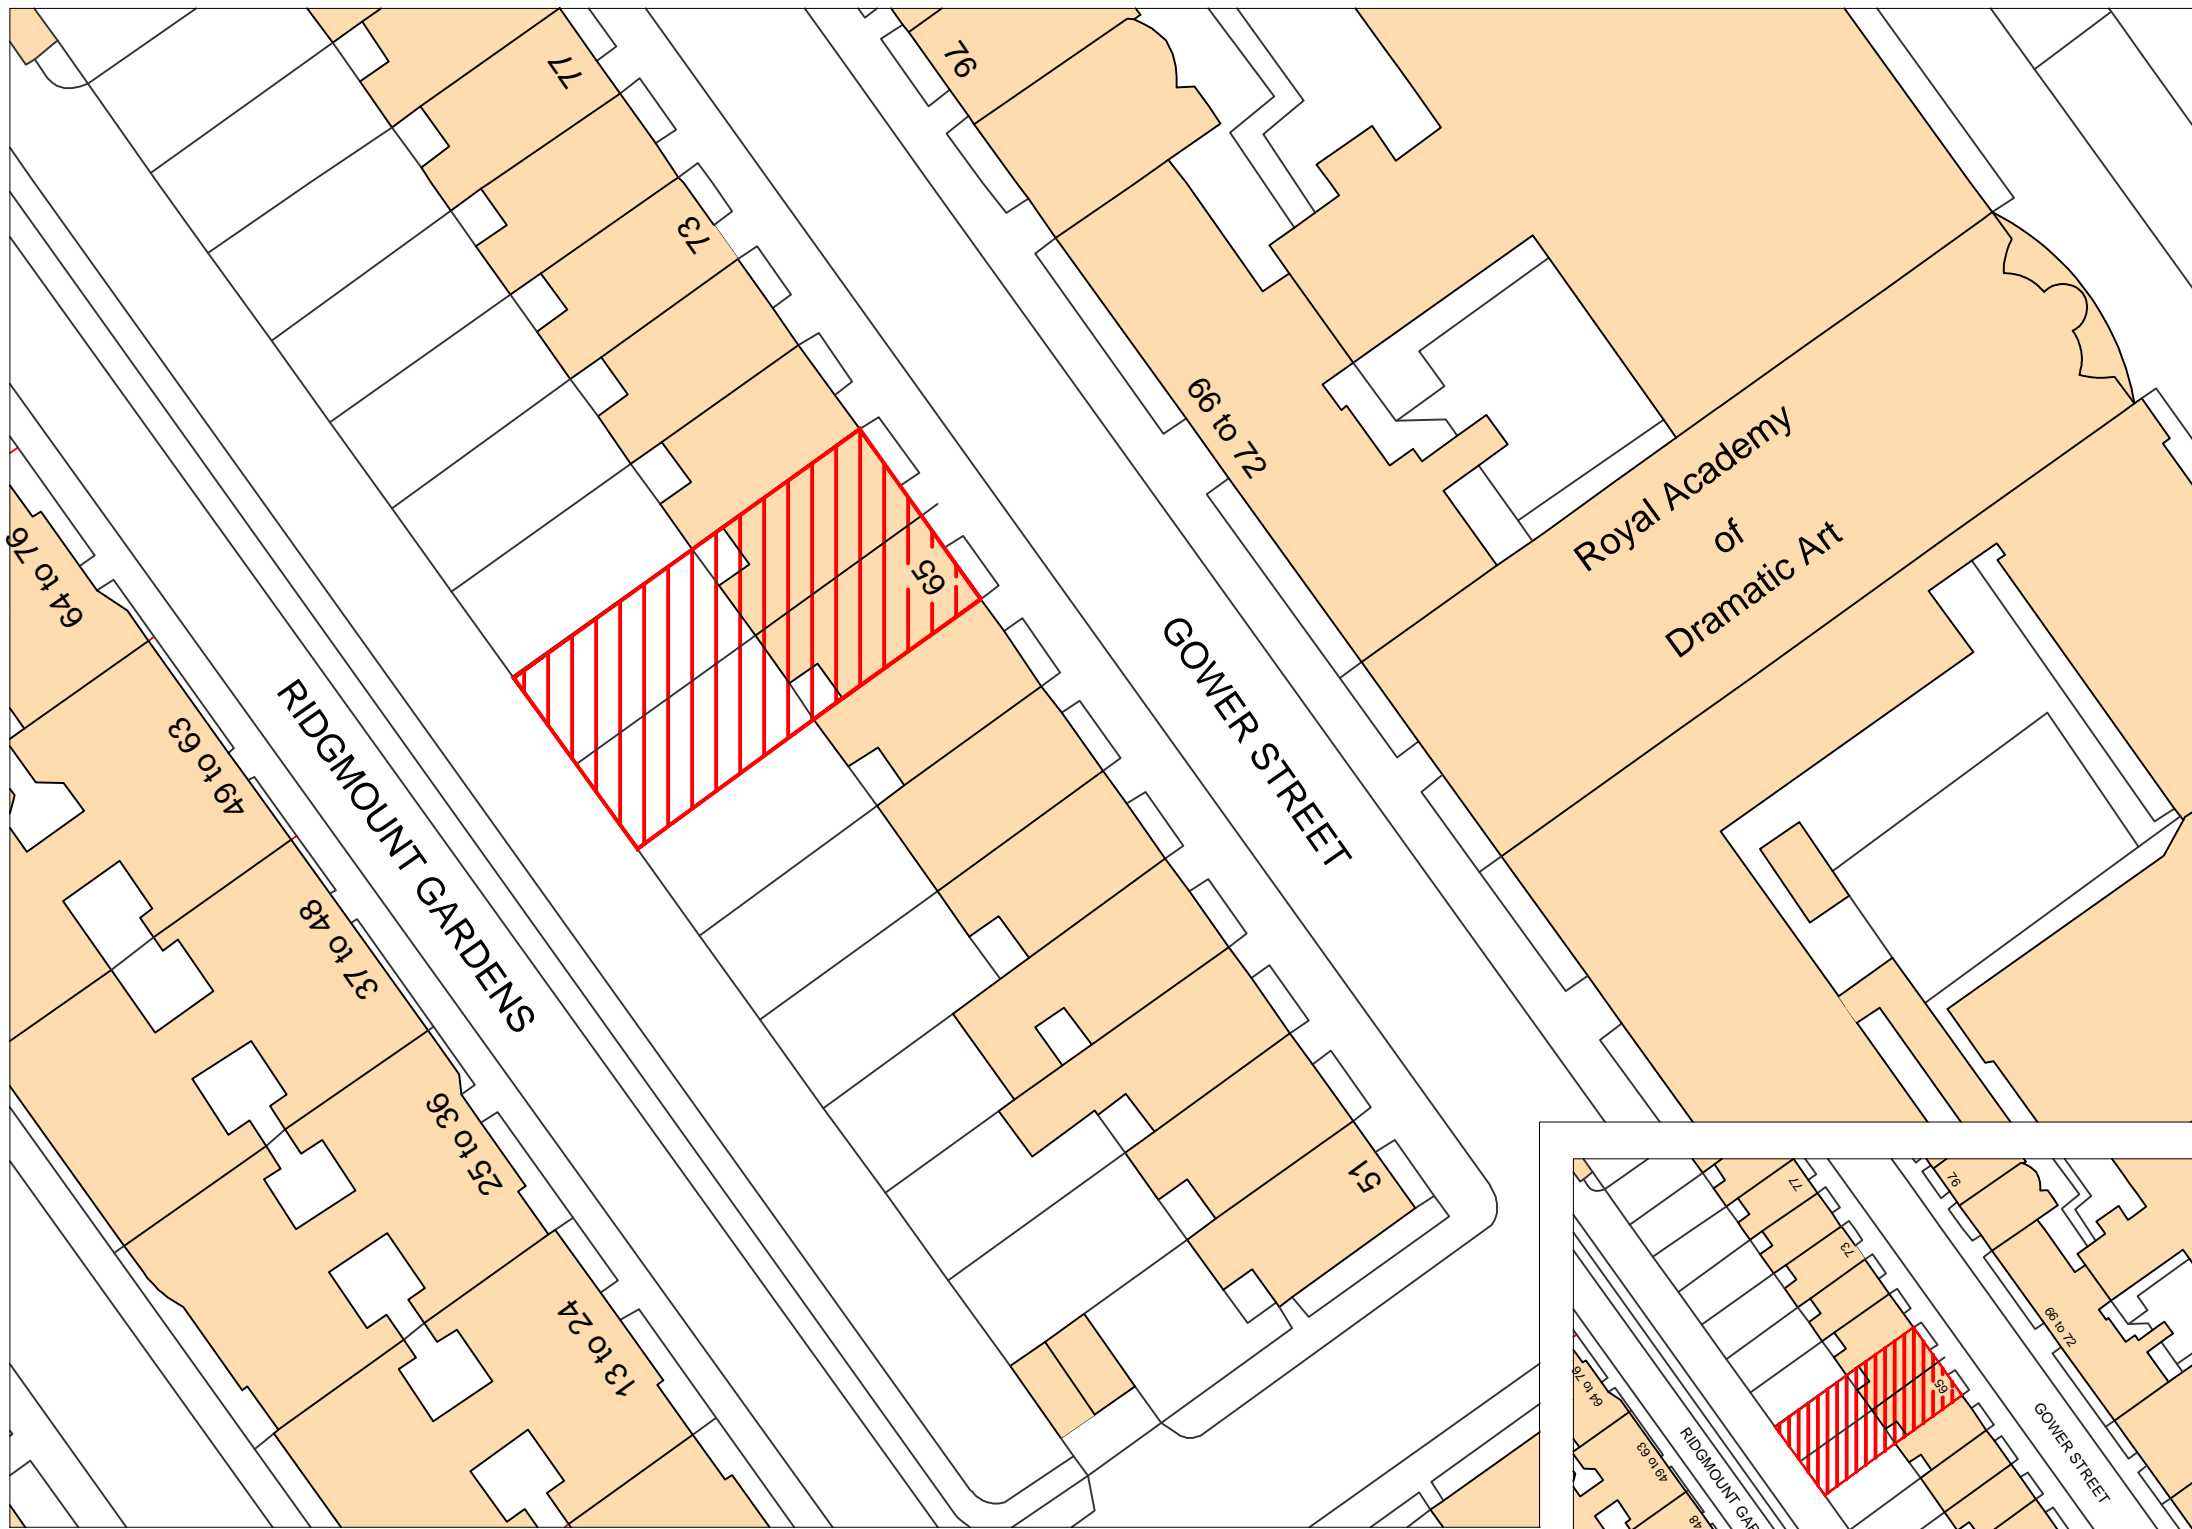 77
76
73
66 to 72
Royal Academy
of
Dramatic Art
65
64 to 76
GOWER STREET
RIDGMOUNT GARDENS
49 to 63
37 to 48
25 to 36
51
13 to 24
77
76
73
66 to 72
65
64 to 76
GOWER STREET
RIDGMOUNT GAR
49 to 63
48